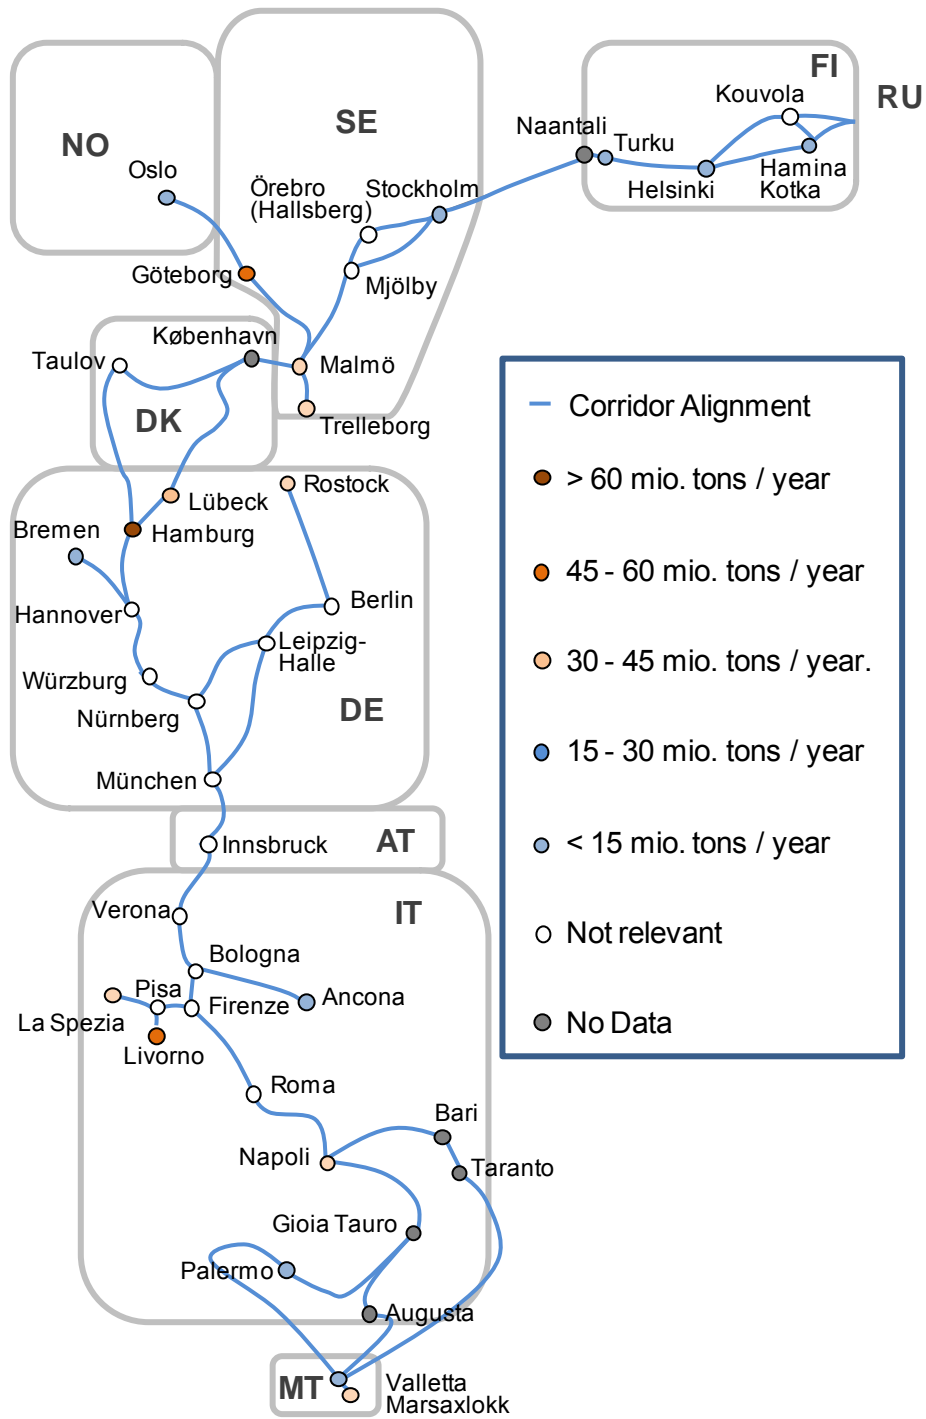 FI
RU
Kouvola
SE
NO
Naantali
Turku
Hamina
Kotka
Helsinki
Oslo
Örebro
(Hallsberg)
Stockholm
Göteborg
Mjölby
København
Taulov
Malmö
DK
Trelleborg
Rostock
Lübeck
Bremen
Hamburg
Berlin
Hannover
Leipzig-
Halle
Würzburg
Nürnberg
DE
München
Innsbruck
AT
Verona
IT
Bologna
Pisa
Firenze
Ancona
La Spezia
Livorno
Roma
Bari
Napoli
Taranto
Gioia Tauro
Palermo
Augusta
MT
Valletta
Marsaxlokk
Corridor Alignment
> 60 mio. tons / year
45 - 60 mio. tons / year
30 - 45 mio. tons / year.
15 - 30 mio. tons / year
< 15 mio. tons / year
Not relevant
No Data